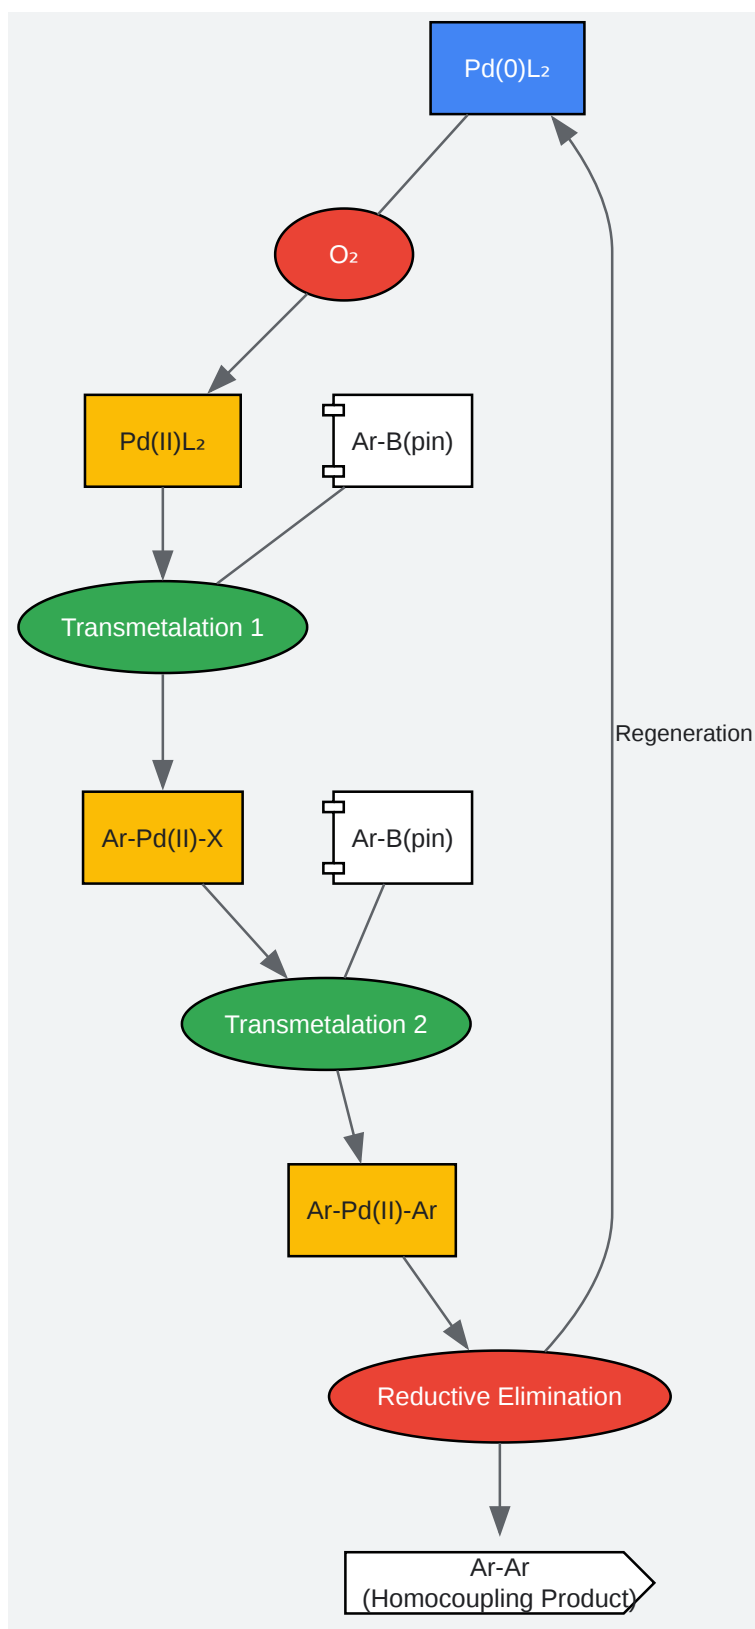 Pd(0)L₂
O₂
Pd(II)L₂
Ar-B(pin)
Transmetalation 1
Regeneration
Ar-Pd(II)-X
Ar-B(pin)
Transmetalation 2
Ar-Pd(II)-Ar
Reductive Elimination
Ar-Ar
(Homocoupling Product)